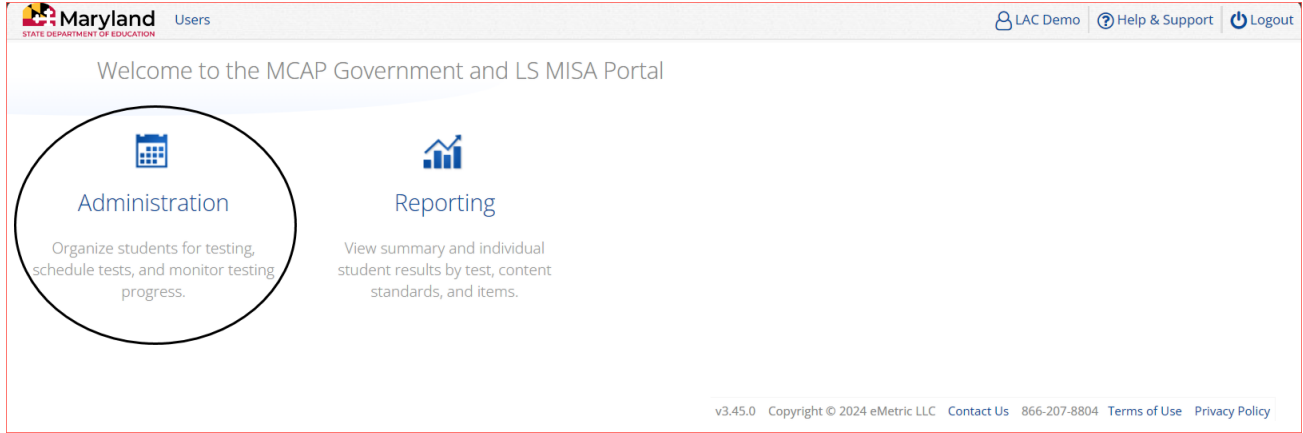 Maryland
STATE DEPARTMENT OF EDUCATION
Users
LAC Demo
Help & Support
Logout
Welcome to the MCAP Government and LS MISA Portal
Administration
Organize students for testing,
schedule tests, and monitor testing
progress.
Reporting
View summary and individual
student results by test, content
standards, and items.
v3.45.0 Copyright © 2024 eMetric LLC Contact Us 866-207-8804 Terms of Use Privacy Policy